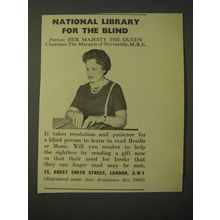 NATIONAL LIBRARY
FOR THE BLIND
Patron: HER MAJESTY THE QUEEN
Chairman: The Marquis of Normanby, M.B.E.
It takes resolution and patience for
a blind person to learn to read Braille
or Moon. Will you resolve to help
the sightless by sending a gift now
so that their need for books that
they can finger read may be met.
35, GREAT SMITH STREET, LONDON, S.W.1
(Registered under Nat. Assistance Act, 1948)